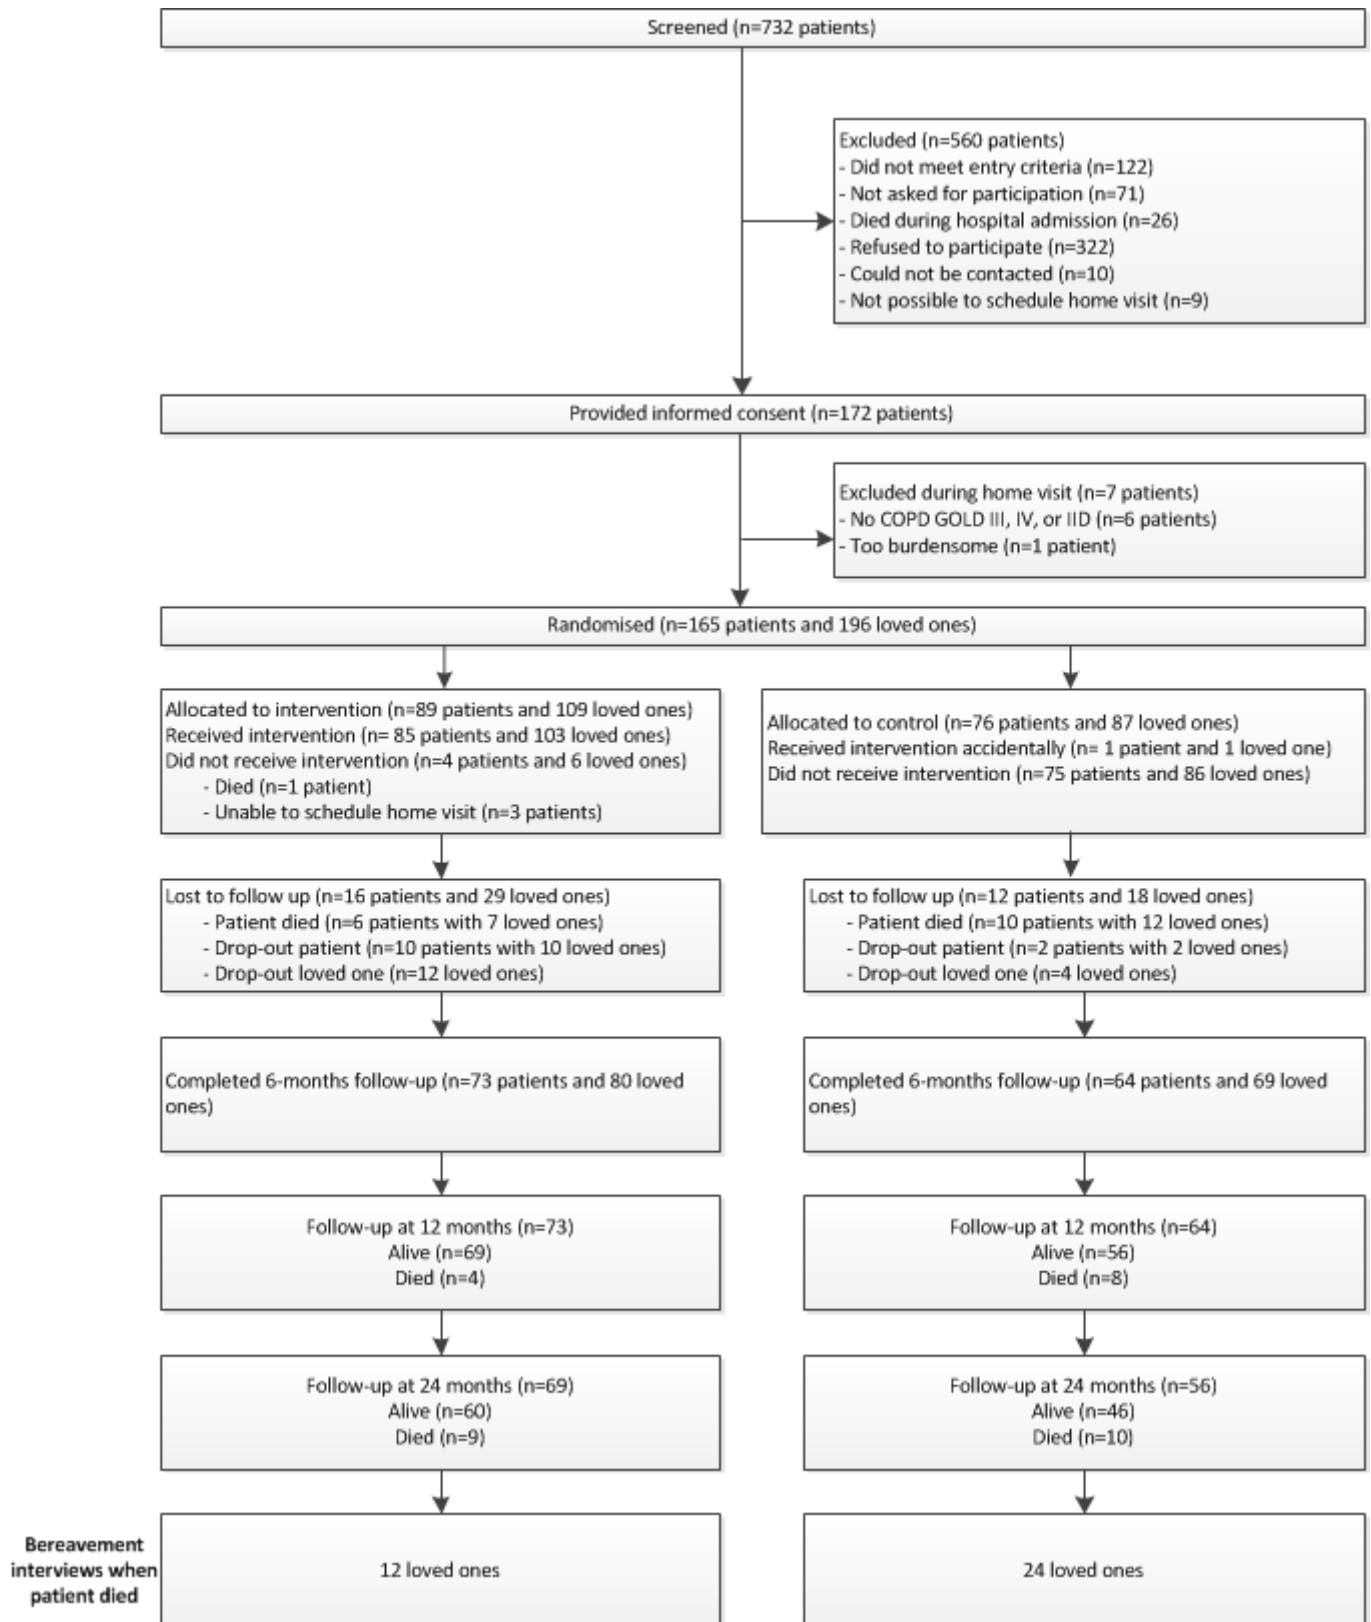 Screened (n=732 patients)
Excluded (n=560 patients)
- Did not meet entry criteria (n=122)
- Not asked for participation (n=71)
- Died during hospital admission (n=26)
- Refused to participate (n=322)
- Could not be contacted (n=10)
- Not possible to schedule home visit (n=9)
Provided informed consent (n=172 patients)
Excluded during home visit (n=7 patients)
- No COPD GOLD III, IV, or IID (n=6 patients)
- Too burdensome (n=1 patient)
Randomised (n=165 patients and 196 loved ones)
Allocated to intervention (n=89 patients and 109 loved ones)
Received intervention (n= 85 patients and 103 loved ones)
Did not receive intervention (n=4 patients and 6 loved ones)
- Died (n=1 patient)
- Unable to schedule home visit (n=3 patients)
Allocated to control (n=76 patients and 87 loved ones)
Received intervention accidentally (n= 1 patient and 1 loved one)
Did not receive intervention (n=75 patients and 86 loved ones)
Lost to follow up (n=16 patients and 29 loved ones)
- Patient died (n=6 patients with 7 loved ones)
- Drop-out patient (n=10 patients with 10 loved ones)
- Drop-out loved one (n=12 loved ones)
Lost to follow up (n=12 patients and 18 loved ones)
- Patient died (n=10 patients with 12 loved ones)
- Drop-out patient (n=2 patients with 2 loved ones)
- Drop-out loved one (n=4 loved ones)
Completed 6-months follow-up (n=73 patients and 80 loved
ones)
Completed 6-months follow-up (n=64 patients and 69 loved
ones)
Follow-up at 12 months (n=73)
Alive (n=69)
Died (n=4)
Follow-up at 12 months (n=64)
Alive (n=56)
Died (n=8)
Follow-up at 24 months (n=69)
Alive (n=60)
Died (n=9)
Follow-up at 24 months (n=56)
Alive (n=46)
Died (n=10)
Bereavement
interviews when
patient died
12 loved ones
24 loved ones